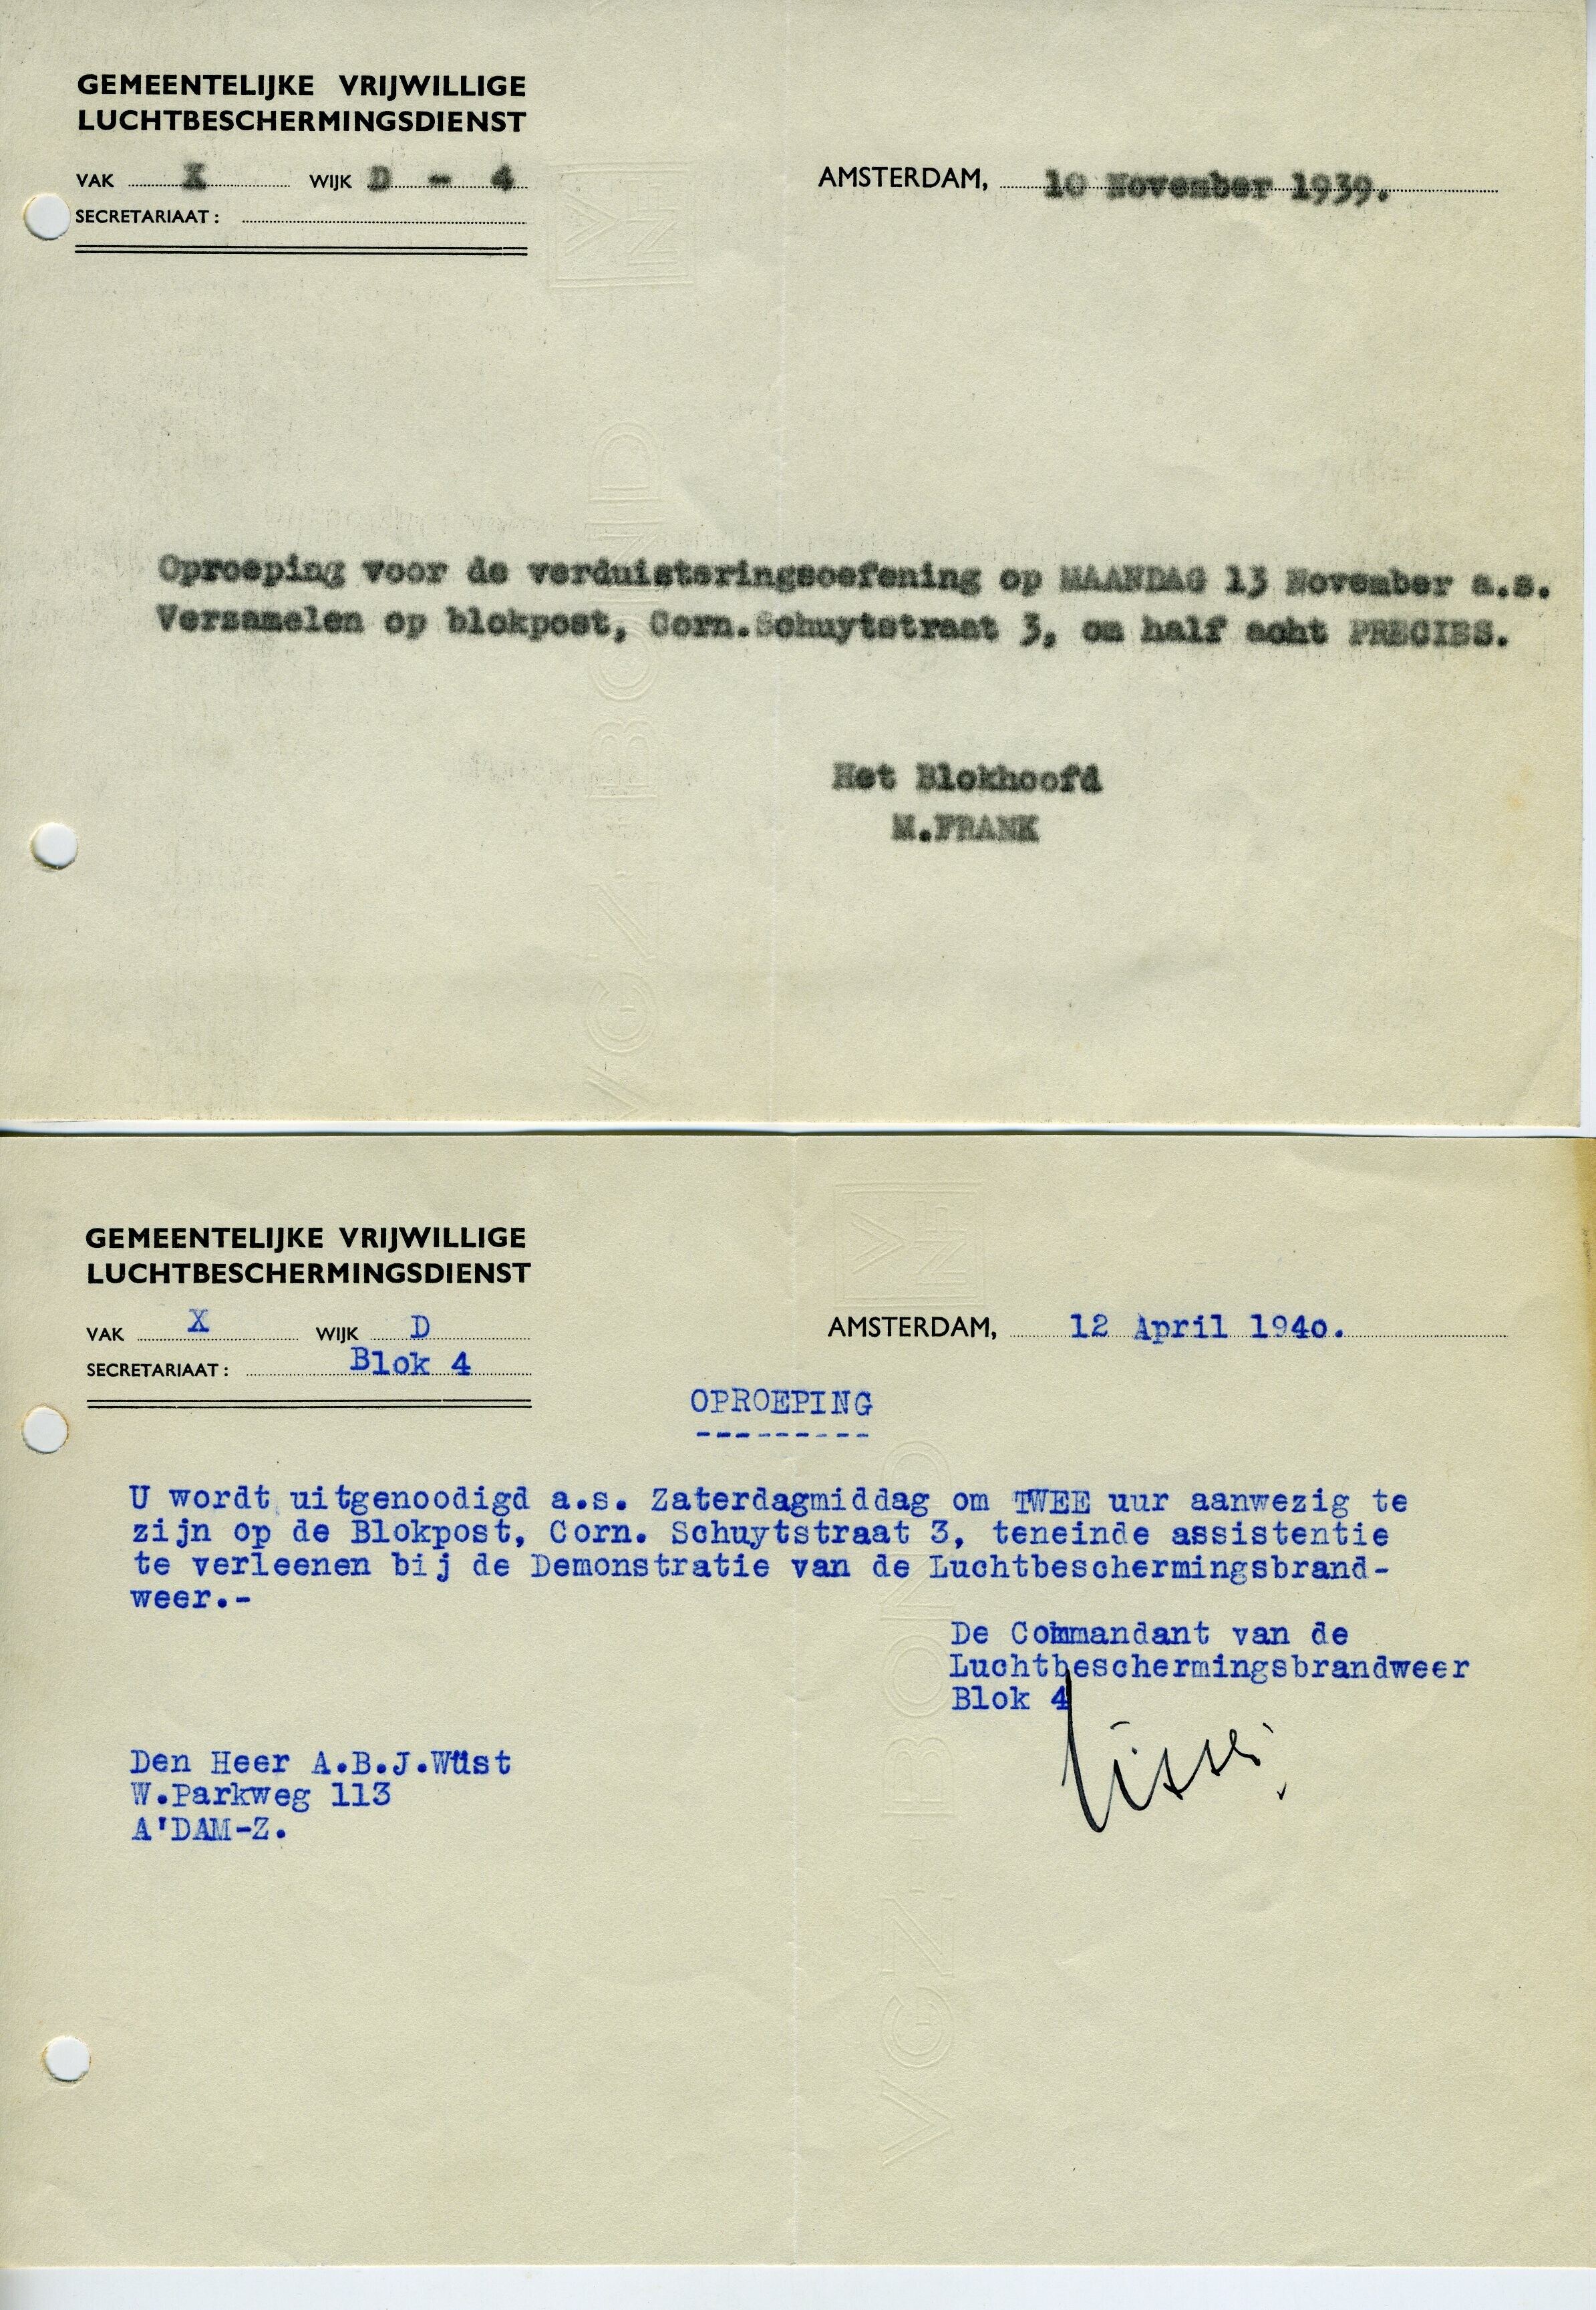 GEMEENTELIJKE VRIJWILLIGE
LUCHTBESCHERMINGSDIENST
VAK X WIJK D - 4
AMSTERDAM, 10 November 1939.
SECRETARIAAT :
Oproeping voor de verduisteringsoefening op MAANDAG 13 November a.s.
Verzamelen op blokpost, Corn.Schuytstraat 3, om half acht PRECIES.
Het Blokhoofd
M.FRANK
VGZ-BOND
GEMEENTELIJKE VRIJWILLIGE
LUCHTBESCHERMINGSDIENST
VAK X WIJK D
AMSTERDAM, 12 April 1940.
SECRETARIAAT : Blok 4
OPROEPING
U wordt uitgenoodigd a.s. Zaterdagmiddag om TWEE uur aanwezig te
zijn op de Blokpost, Corn. Schuytstraat 3, teneinde assistentie
te verleenen bij de Demonstratie van de Luchtbeschermingsbrand-
weer.-
De Commandant van de
Luchtbeschermingsbrandweer
Blok 4
Den Heer A.B.J.Wüst
W.Parkweg 113
A'DAM-Z.
VGZ-BOND